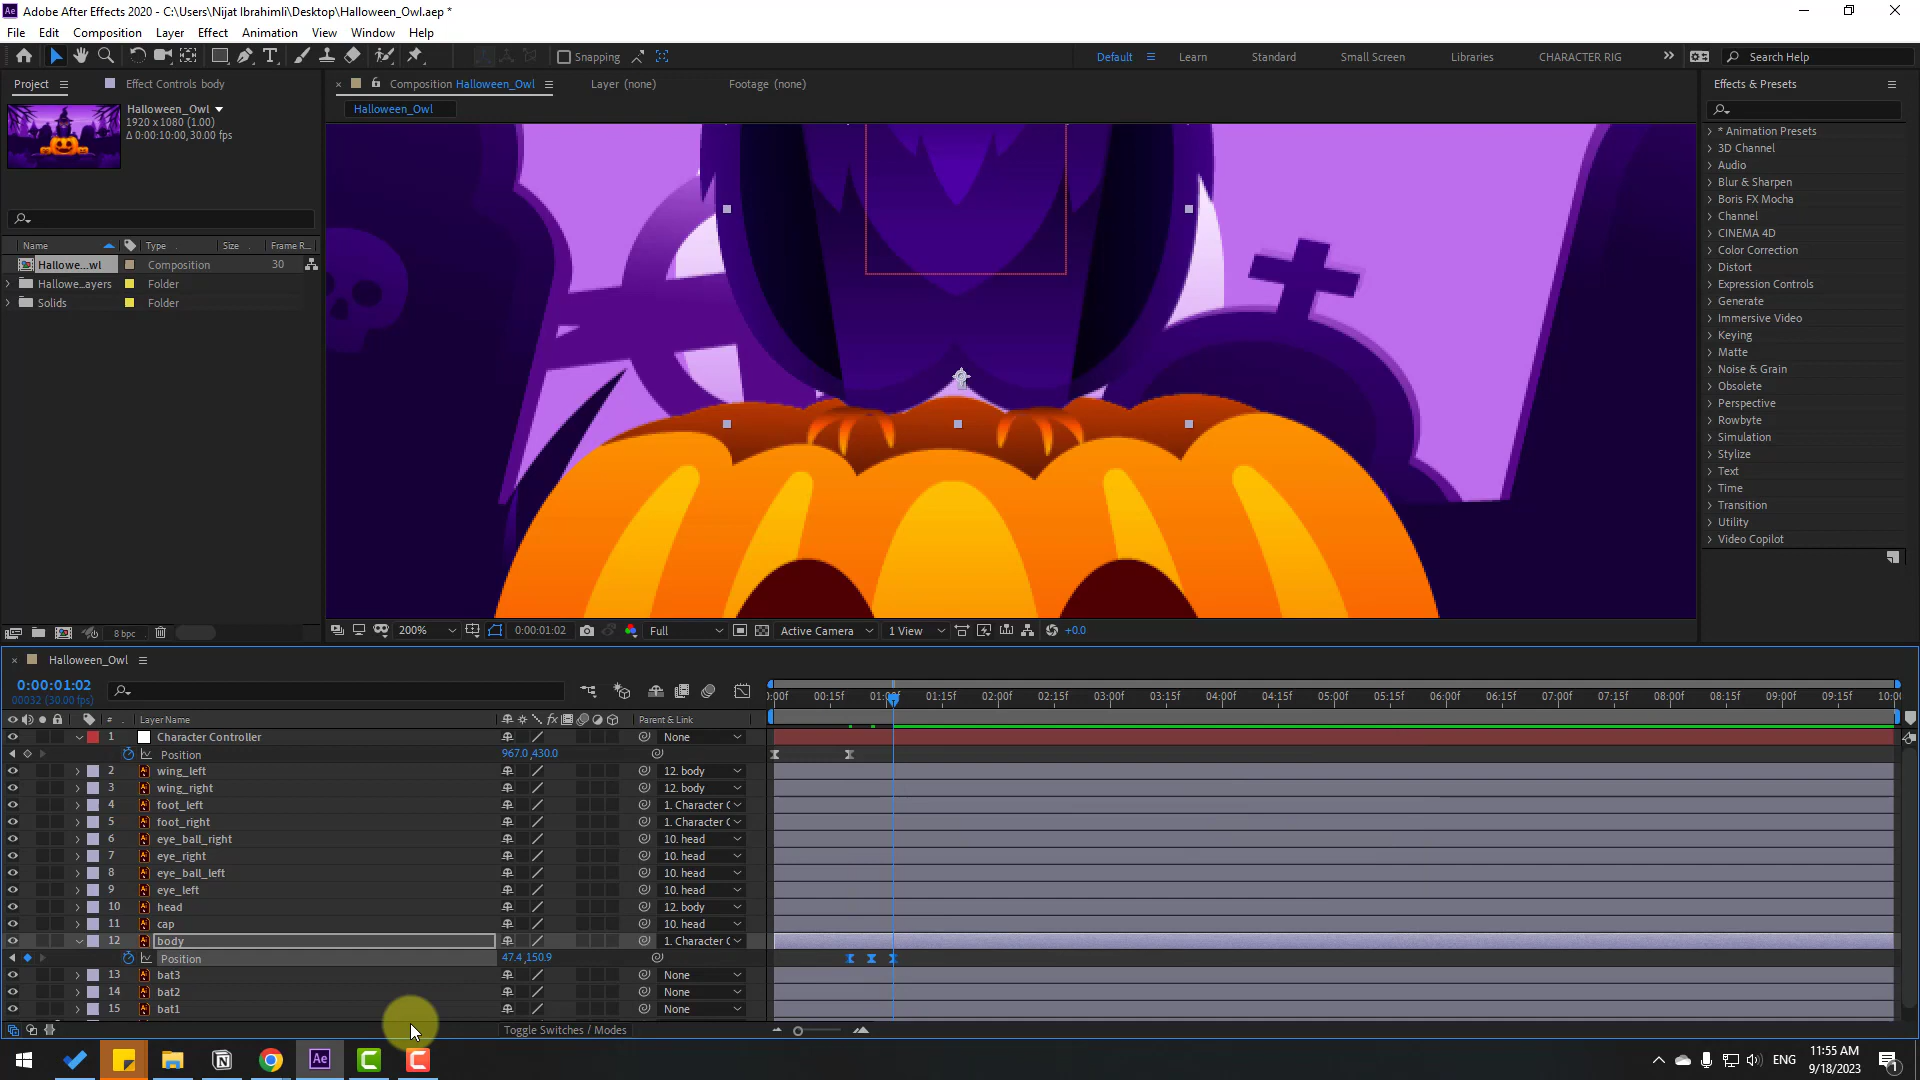 Adobe After Effects 2020 - C:\Users\Nijat Ibrahimli\Desktop\Halloween_Owl.aep *
File Edit Composition Layer Effect Animation View Window Help
Snapping
Default Learn Standard Small Screen Libraries CHARACTER RIG Search Help
Project Effect Controls body
Composition Halloween_Owl Layer (none) Footage (none)
Effects & Presets
Halloween_Owl
1920 x 1080 (1.00)
Δ 0:00:10:00, 30.00 fps
Halloween_Owl
Name Type Size Frame R...
Hallowe...wl Composition 30
Hallowe..ayers Folder
Solids Folder
* Animation Presets
3D Channel
Audio
Blur & Sharpen
Boris FX Mocha
Channel
CINEMA 4D
Color Correction
Distort
Expression Controls
Generate
Immersive Video
Keying
Matte
Noise & Grain
Obsolete
Perspective
Rowbyte
Simulation
Stylize
Text
Time
Transition
Utility
Video Copilot
8 bpc
200% 0:00:01:02 Full Active Camera 1 View +0.0
Halloween_Owl
0:00:01:02
00032 (30.00 fps)
:00f 00:15f 01:00f 01:15f 02:00f 02:15f 03:00f 03:15f 04:00f 04:15f 05:00f 05:15f 06:00f 06:15f 07:00f 07:15f 08:00f 08:15f 09:00f 09:15f 10:00
# Layer Name fx Parent & Link
1 Character Controller None
Position 967.0,430.0
2 wing_left 12. body
3 wing_right 12. body
4 foot_left 1. Character C
5 foot_right 1. Character C
6 eye_ball_right 10. head
7 eye_right 10. head
8 eye_ball_left 10. head
9 eye_left 10. head
10 head 12. body
11 cap 10. head
12 body 1. Character C
Position 47.4,150.9
13 bat3 None
14 bat2 None
15 bat1 None
Toggle Switches / Modes
ENG
11:55 AM
9/18/2023
1